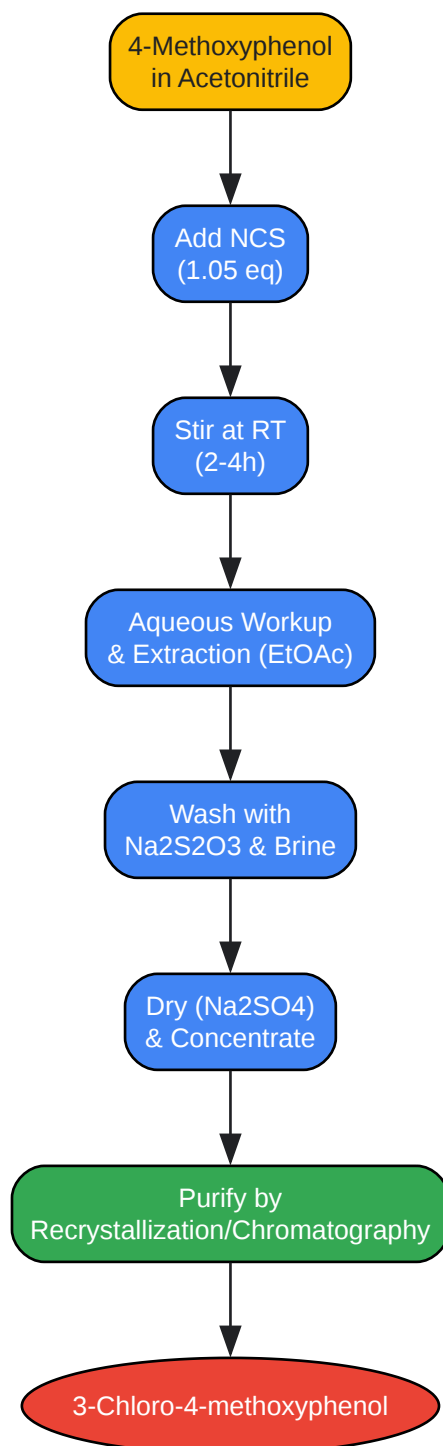 4-Methoxyphenol
in Acetonitrile
Add NCS
(1.05 eq)
Stir at RT
(2-4h)
Aqueous Workup
& Extraction (EtOAc)
Wash with
Na2S2O3 & Brine
Dry (Na2SO4)
& Concentrate
Purify by
Recrystallization/Chromatography
3-Chloro-4-methoxyphenol